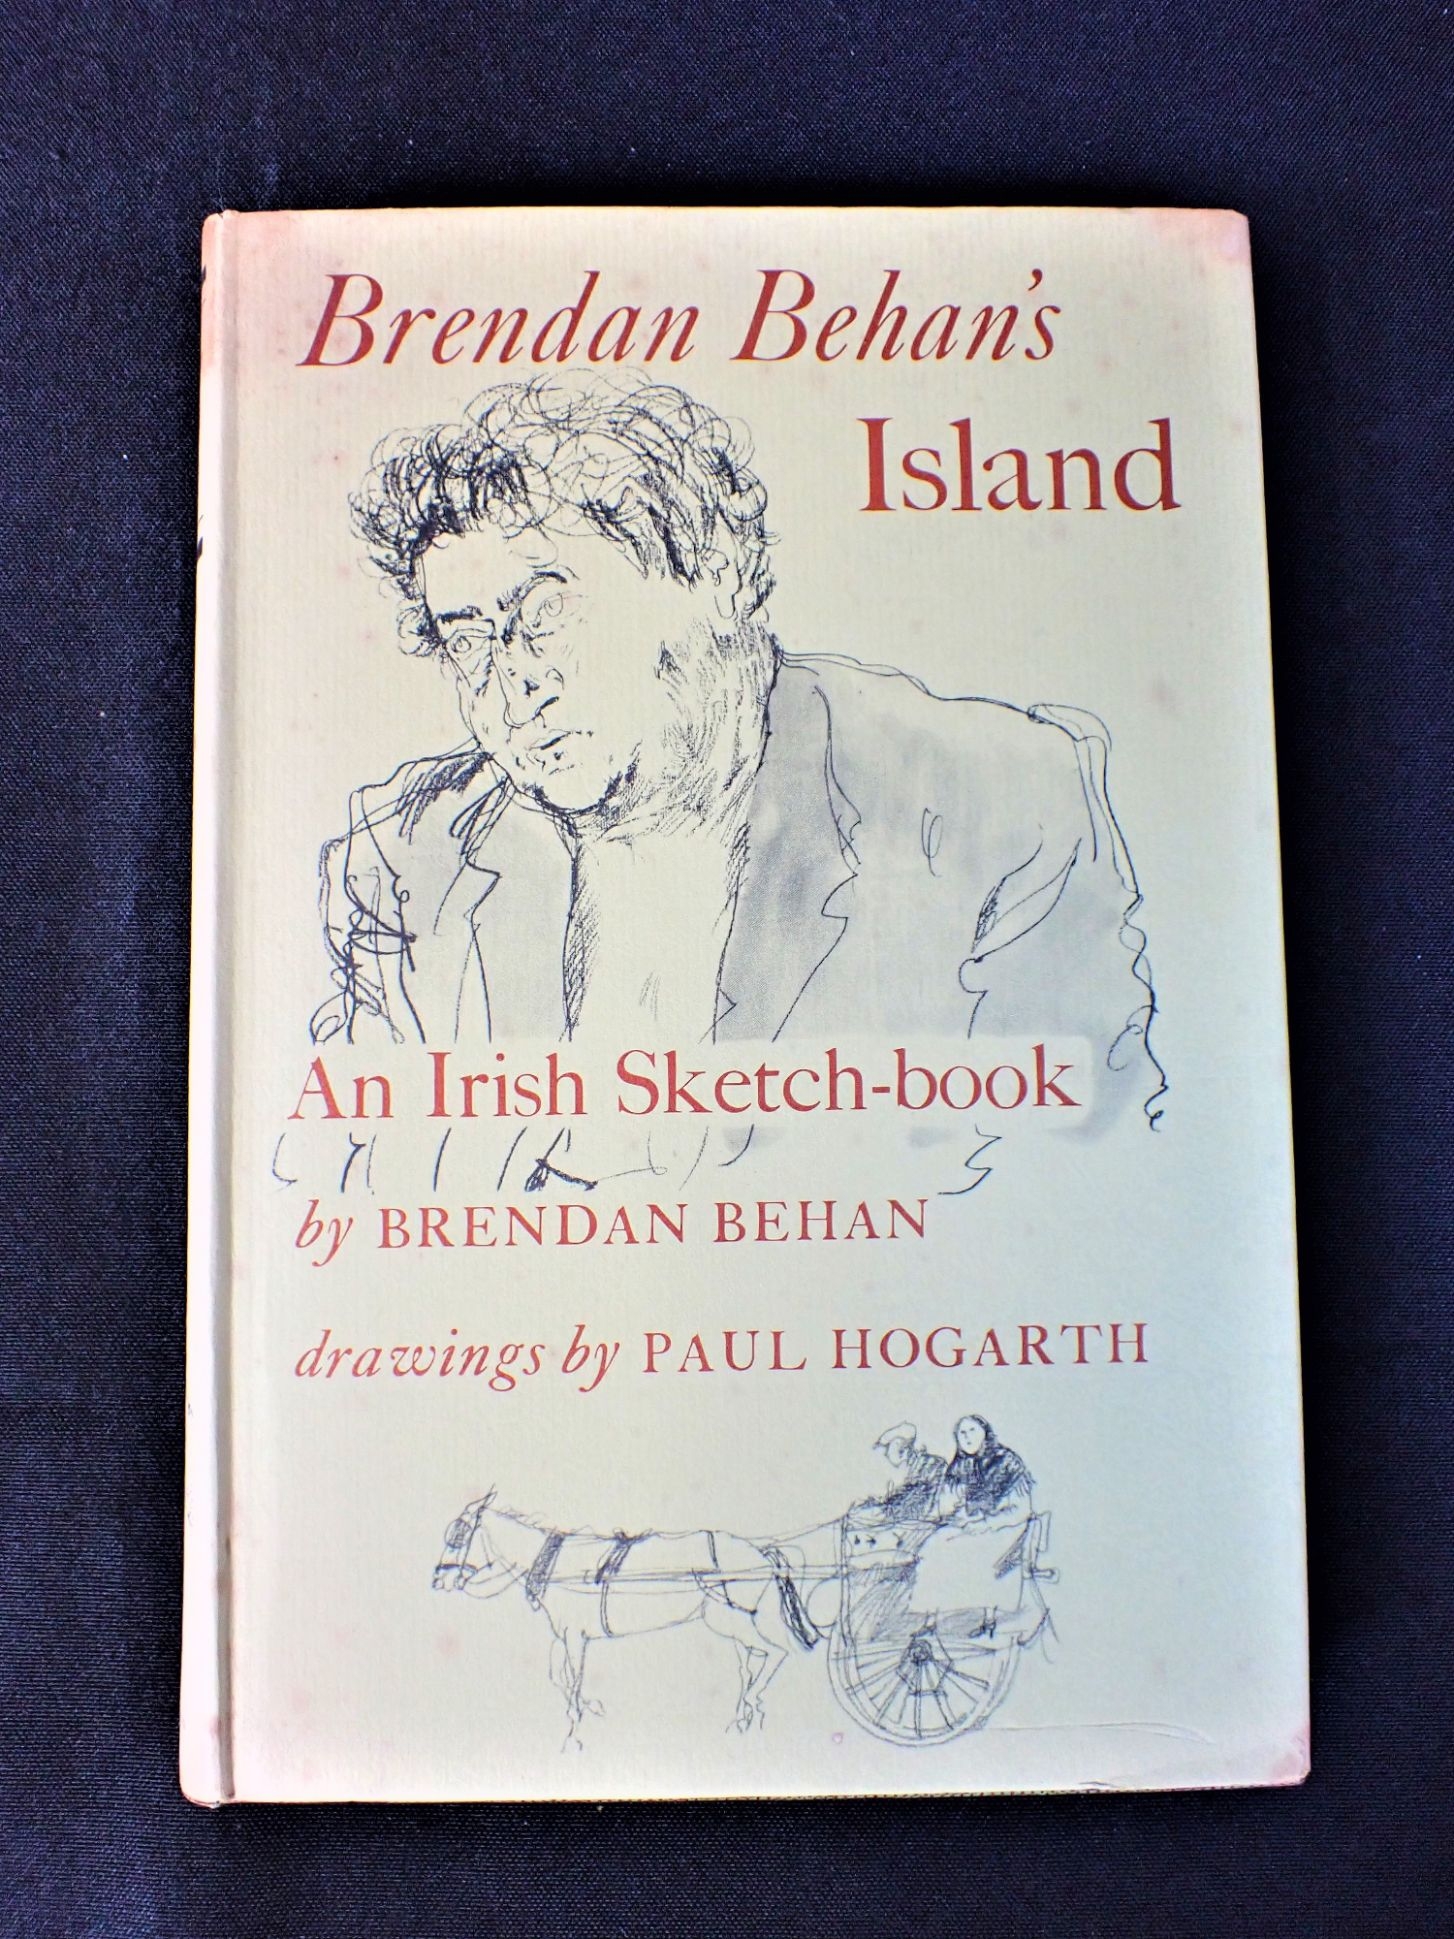 Brendan Behan's
Island
An Irish Sketch-book
by BRENDAN BEHAN
drawings by PAUL HOGARTH